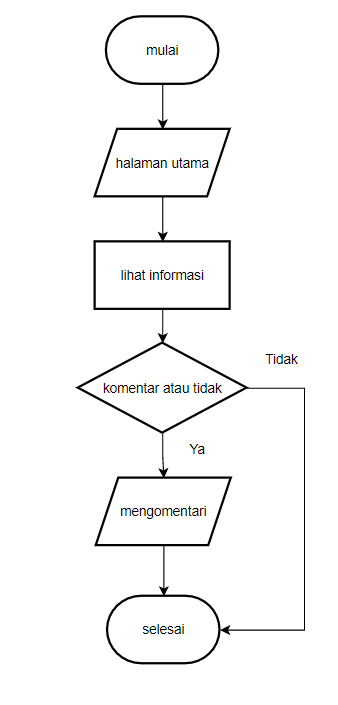 mulai
halaman utama
lihat informasi
komentar atau tidak
Tidak
Ya
mengomentari
selesai